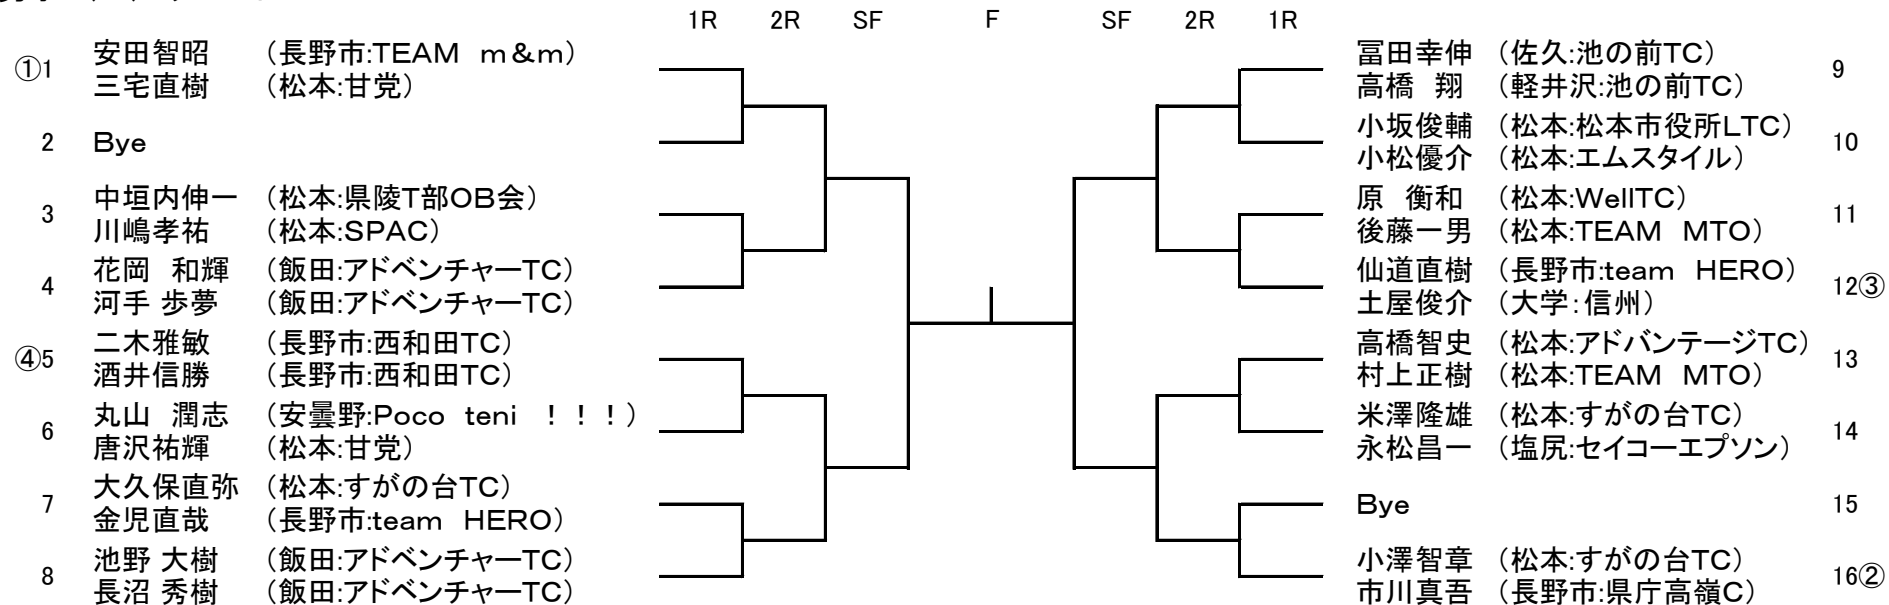 1R 2R SF F SF 2R 1R
①1 安田智昭 （長野市:TEAM m&m）
三宅直樹 （松本:甘党）
2 Bye
3 中垣内伸一 （松本:県陵T部OB会）
川嶋孝祐 （松本:SPAC）
4 花岡 和輝 （飯田:アドベンチャーTC）
河手 歩夢 （飯田:アドベンチャーTC）
④5 二木雅敏 （長野市:西和田TC）
酒井信勝 （長野市:西和田TC）
6 丸山 潤志 （安曇野:Poco teni ！！！）
唐沢祐輝 （松本:甘党）
7 大久保直弥 （松本:すがの台TC）
金児直哉 （長野市:team HERO）
8 池野 大樹 （飯田:アドベンチャーTC）
長沼 秀樹 （飯田:アドベンチャーTC）
冨田幸伸 （佐久:池の前TC） 9
高橋 翔 （軽井沢:池の前TC）
小坂俊輔 （松本:松本市役所LTC） 10
小松優介 （松本:エムスタイル）
原 衡和 （松本:WellTC） 11
後藤一男 （松本:TEAM MTO）
仙道直樹 （長野市:team HERO） 12③
土屋俊介 （大学：信州）
高橋智史 （松本:アドバンテージTC） 13
村上正樹 （松本:TEAM MTO）
米澤隆雄 （松本:すがの台TC） 14
永松昌一 （塩尻:セイコーエプソン）
Bye 15
小澤智章 （松本:すがの台TC） 16②
市川真吾 （長野市:県庁高嶺C）